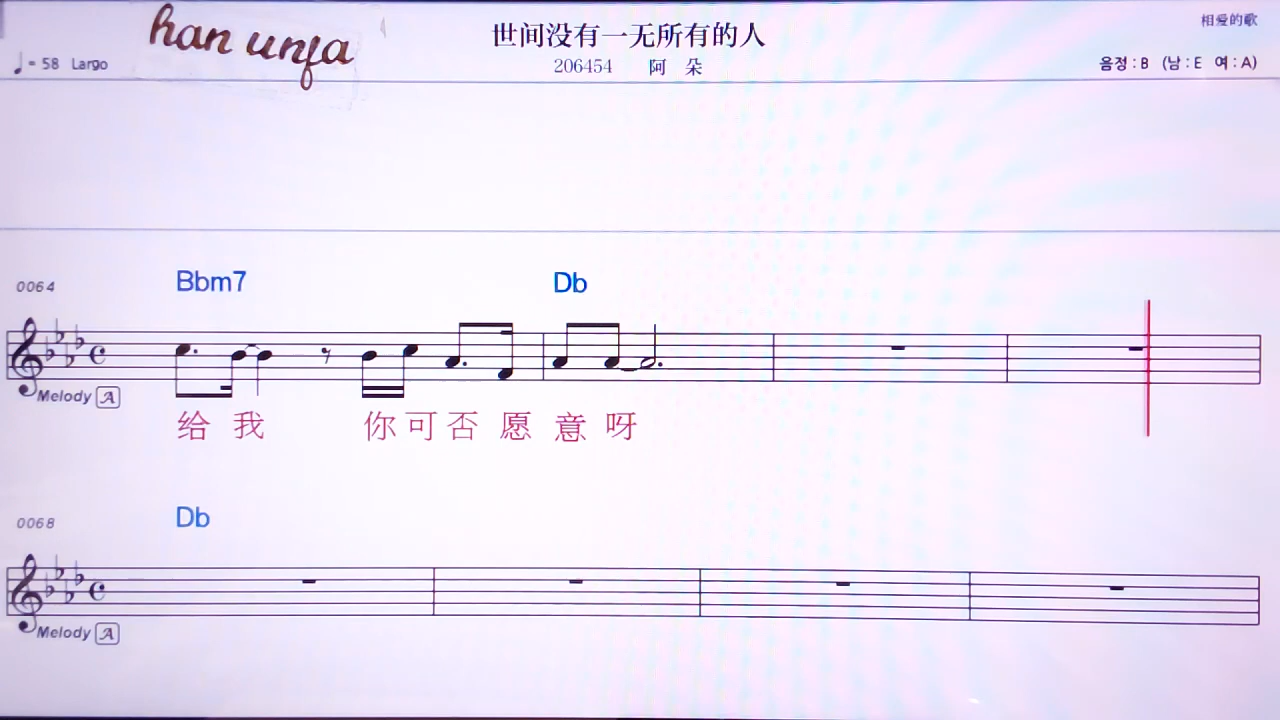 han unfa
世间没有一无所有的人
相爱的歌
♩= 58 Largo
206454 阿 朵
음정 : B (남 : E 여 : A)
0064
Bbm7 Db
Melody A
给 我 你 可 否 愿 意 呀
0068
Db
Melody A